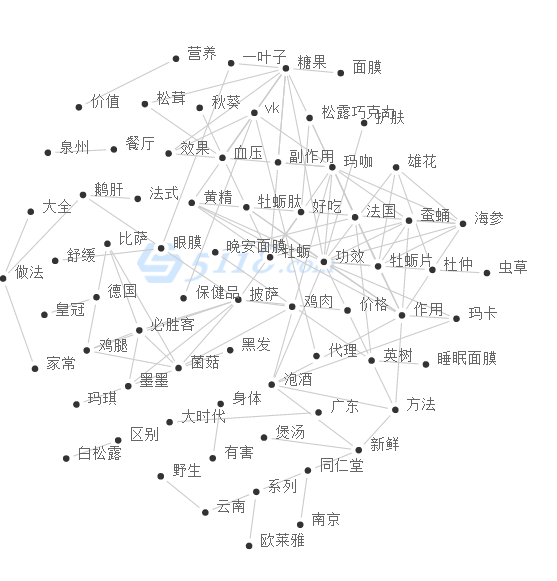 营养
一叶子
糖果
面膜
价值
松茸
秋葵
vk
松露巧克力
护肤
泉州
餐厅
效果
血压
副作用
玛咖
雄花
大全
鹅肝
法式
黄精
牡蛎肽
好吃
法国
蚕蛹
海参
做法
舒缓
比萨
眼膜
晚安面膜
牡蛎
功效
牡蛎片
杜仲
虫草
皇冠
德国
保健品
披萨
鸡肉
价格
作用
玛卡
家常
鸡腿
必胜客
菌菇
黑发
代理
英树
睡眠面膜
玛琪
墨墨
身体
泡酒
方法
大时代
广东
白松露
区别
有害
煲汤
新鲜
野生
云南
系列
同仁堂
南京
欧莱雅